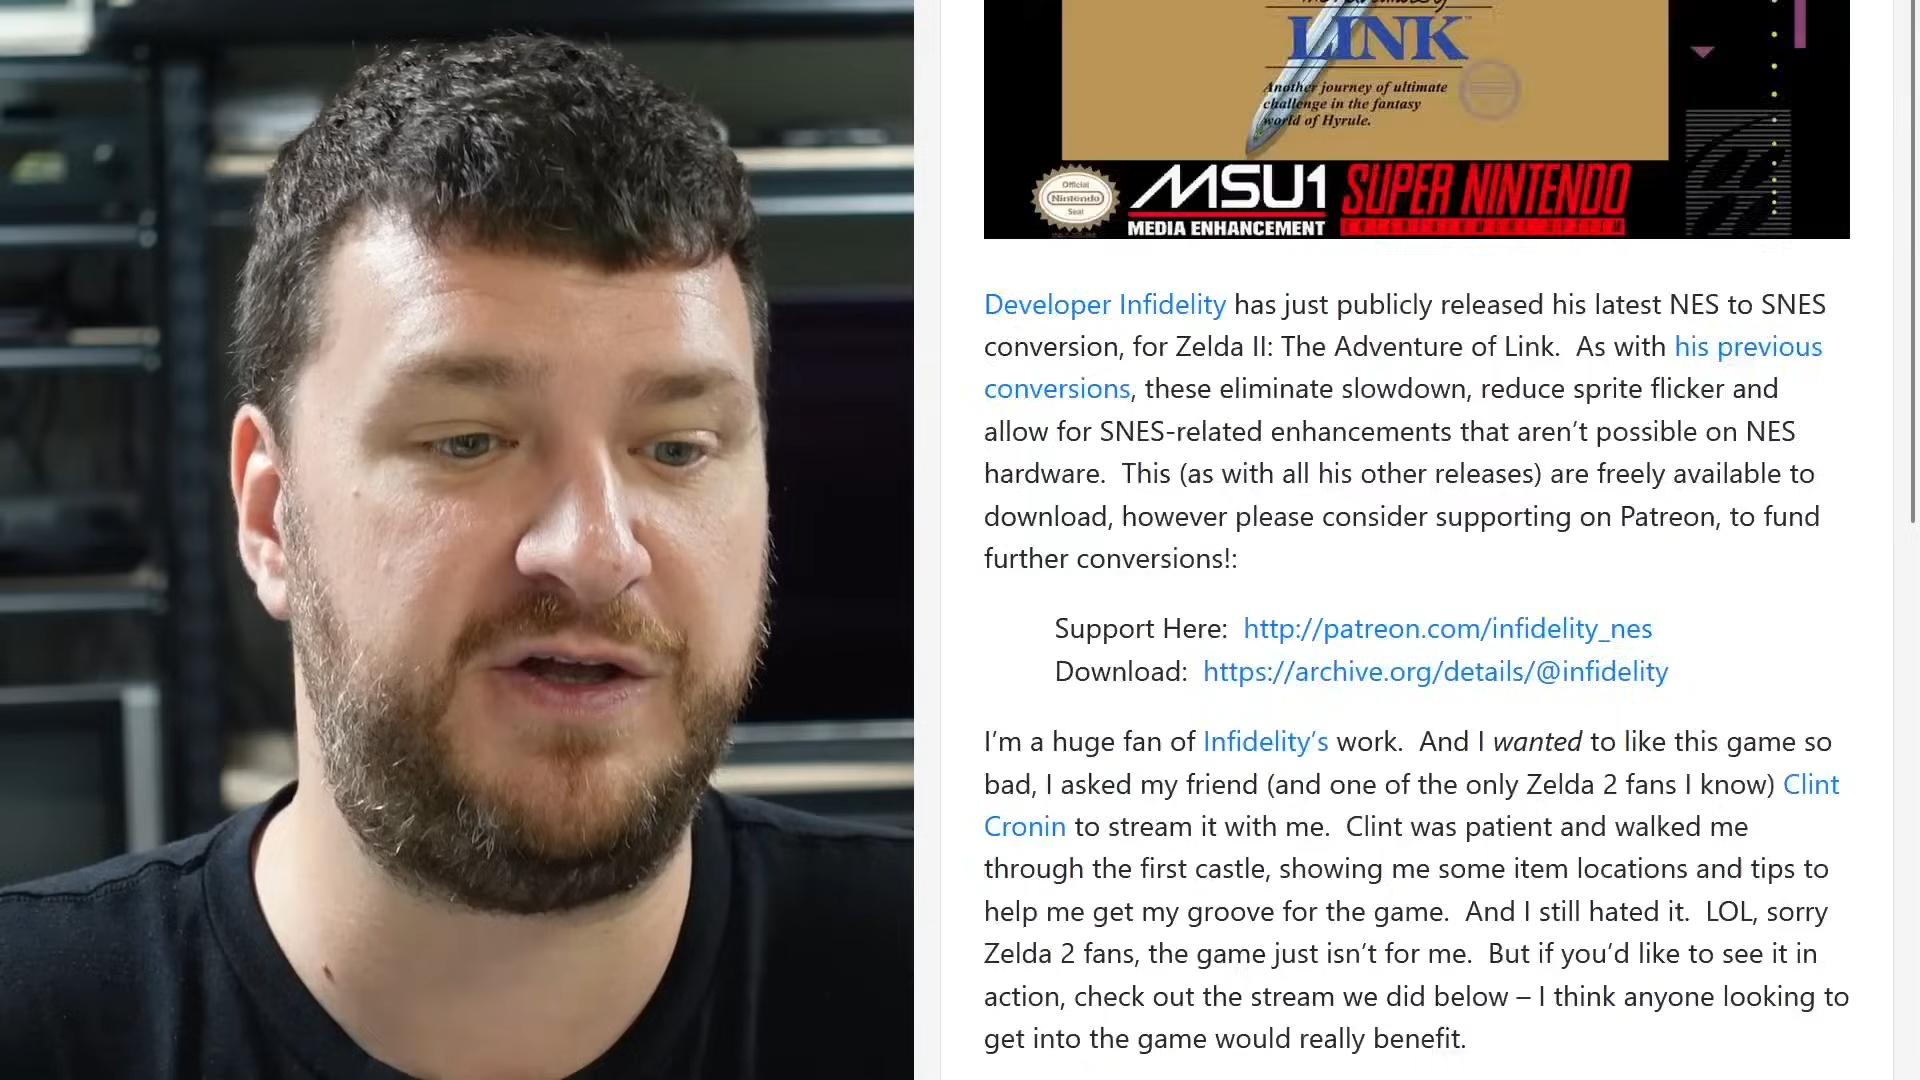 LINK
Another journey of ultimate
challenge in the fantasy
world of Hyrule.
Official
Nintendo
Seal
MSU1
MEDIA ENHANCEMENT
SUPER NINTENDO
ENTERTAINMENT SYSTEM
Developer Infidelity has just publicly released his latest NES to SNES
conversion, for Zelda II: The Adventure of Link.  As with his previous
conversions, these eliminate slowdown, reduce sprite flicker and
allow for SNES-related enhancements that aren’t possible on NES
hardware.  This (as with all his other releases) are freely available to
download, however please consider supporting on Patreon, to fund
further conversions!:
Support Here:  http://patreon.com/infidelity_nes
Download:  https://archive.org/details/@infidelity
I’m a huge fan of Infidelity’s work.  And I wanted to like this game so
bad, I asked my friend (and one of the only Zelda 2 fans I know) Clint
Cronin to stream it with me.  Clint was patient and walked me
through the first castle, showing me some item locations and tips to
help me get my groove for the game.  And I still hated it.  LOL, sorry
Zelda 2 fans, the game just isn’t for me.  But if you’d like to see it in
action, check out the stream we did below – I think anyone looking to
get into the game would really benefit.